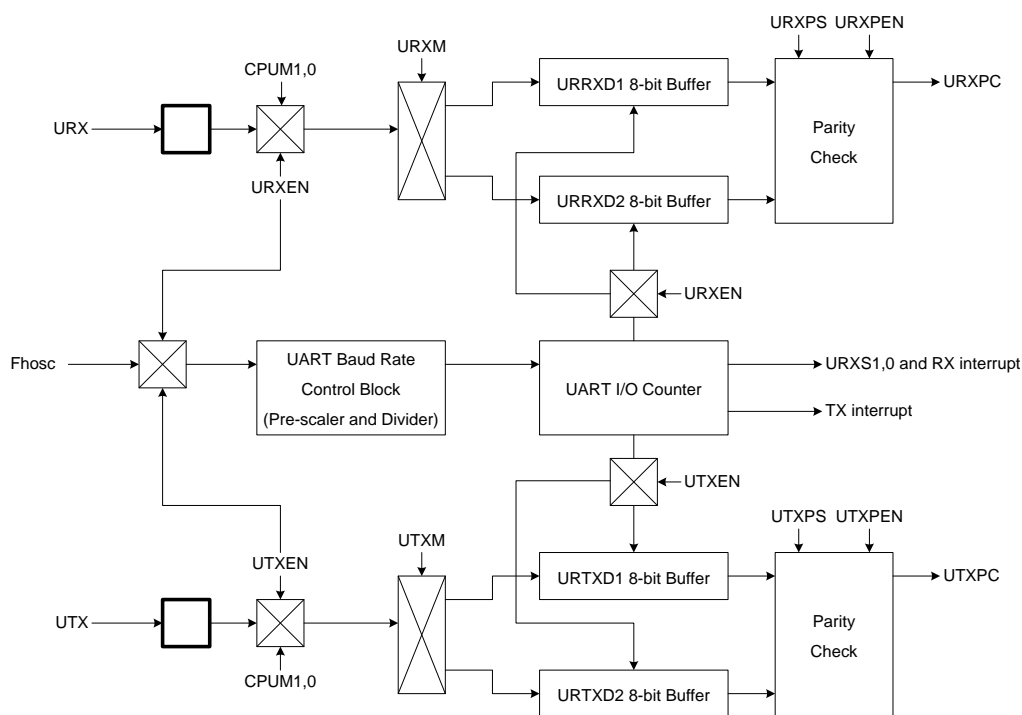 URXPS URXPEN
URXM
CPUM1,0
URRXD1 8-bit Buffer
URXPC
URX
Parity
Check
URXEN
URRXD2 8-bit Buffer
URXEN
Fhosc
UART Baud Rate
Control Block
(Pre-scaler and Divider)
UART I/O Counter
URXS1,0 and RX interrupt
TX interrupt
UTXEN
UTXPS UTXPEN
UTXM
UTXEN
URTXD1 8-bit Buffer
UTXPC
UTX
Parity
Check
CPUM1,0
URTXD2 8-bit Buffer